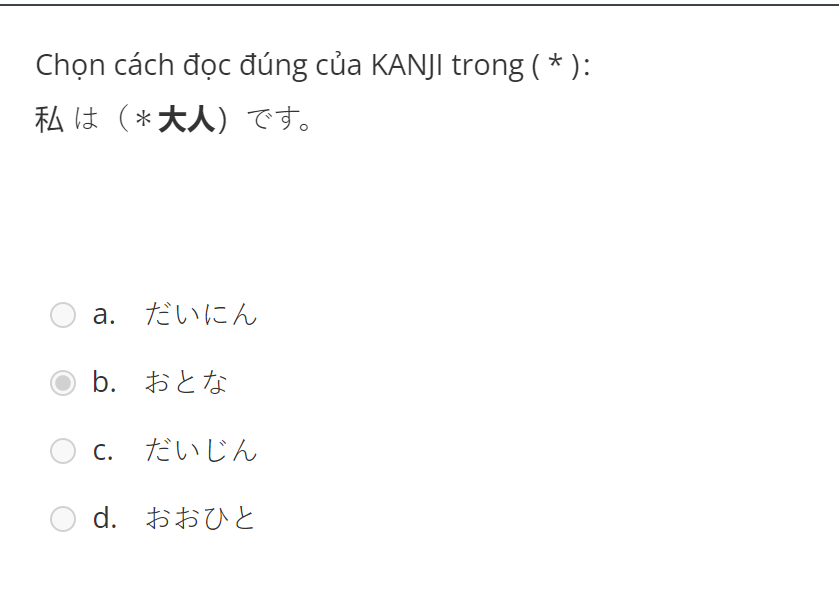 Chọn cách đọc đúng của KANJI trong ( * ):
私 は（＊大人）です。
a. だいにん
b. おとな
c. だいじん
d. おおひと